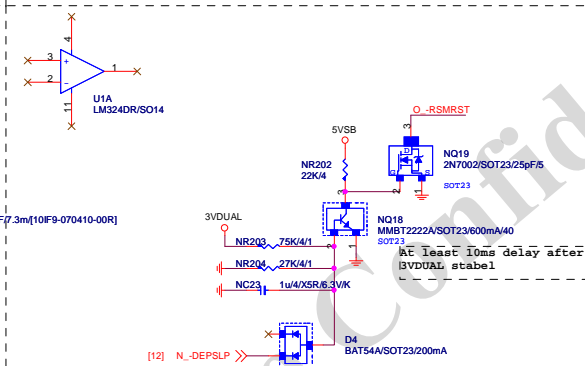 4
3
2
1
11
U1A
LM324DR/SO14
O_-RSMRST
3
5VSB
NQ19
2N7002/SOT23/25pF/5
NR202
22K/4
D
G
S
SOT23
2
1
3
F/7.3m/[10IF9-070410-00R]
3VDUAL
NQ18
MMBT2222A/SOT23/600mA/40
SOT23
NR203
75K/4/1
2
1
At least 10ms delay after
3VDUAL stabel
NR204
27K/4/1
NC23
1u/4/X5R/6.3V/K
D4
BAT54A/SOT23/200mA
[12]
N_-DEPSLP
Confid